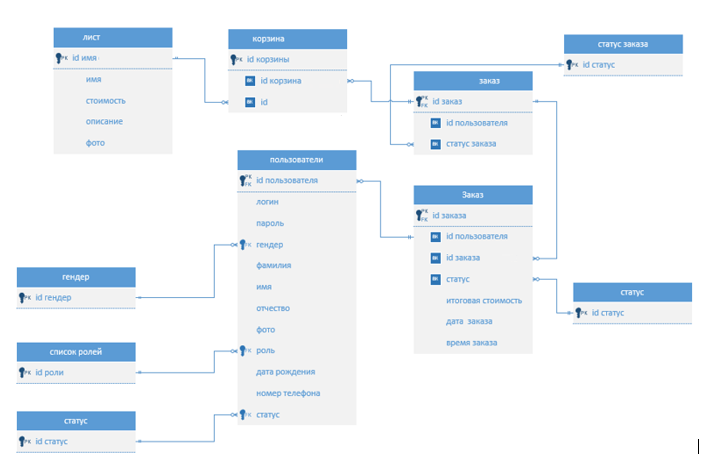 лист
PK id имя
имя
стоимость
описание
фото
корзина
PK id корзины
id корзина
id
статус заказа
PK id статус
заказ
PK FK id заказ
id пользователя
статус заказа
пользователи
PK FK id пользователя
логин
пароль
FK гендер
фамилия
имя
отчество
фото
FK роль
дата рождения
номер телефона
FK статус
Заказ
PK FK id заказа
id пользователя
id заказа
статус
итоговая стоимость
дата заказа
время заказа
гендер
PK id гендер
список ролей
PK id роли
статус
PK id статус
статус
PK id статус